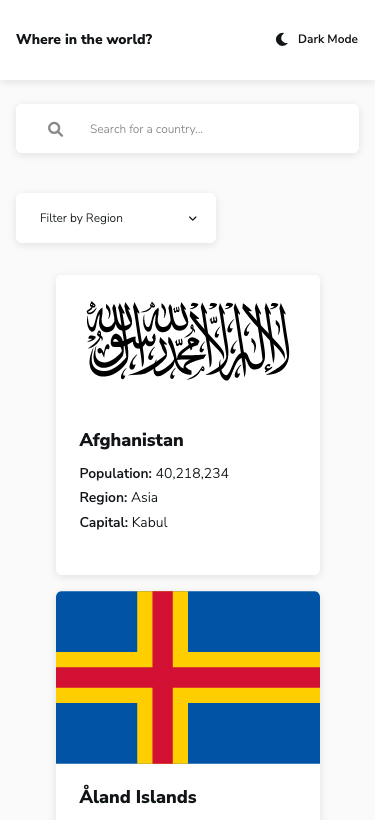 Where in the world?
Dark Mode
Search for a country...
Filter by Region
لا إله إلا الله محمد رسول الله
Afghanistan
Population: 40,218,234
Region: Asia
Capital: Kabul
Åland Islands